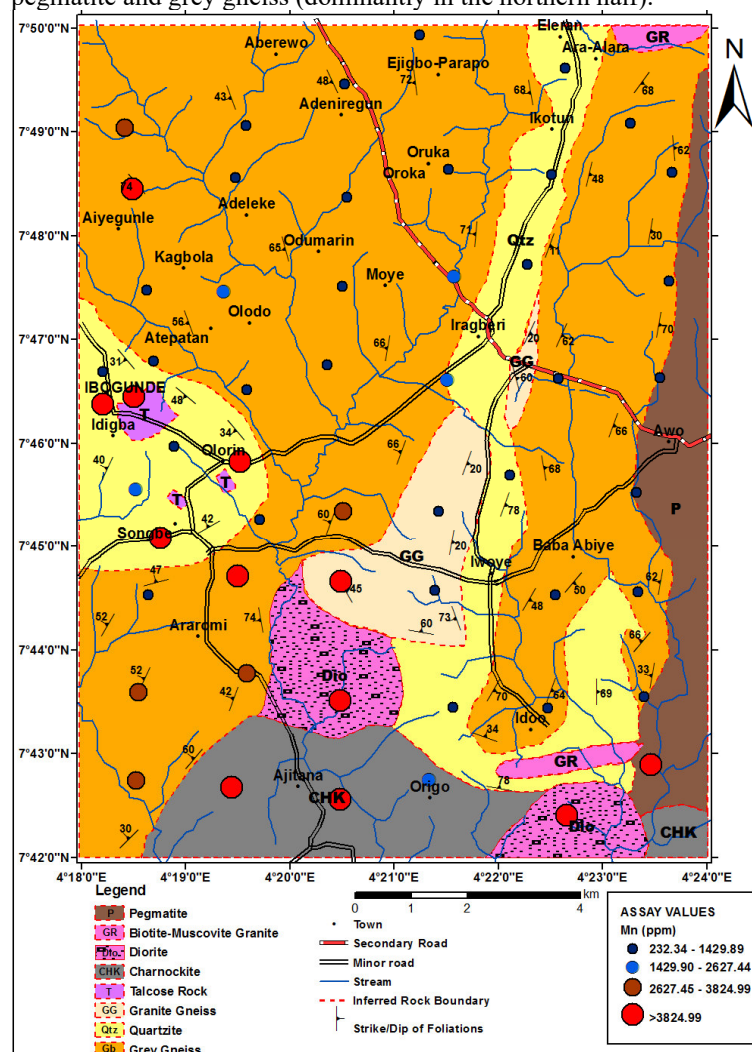 pegmatite and grey gneiss (dominantly in the northern half).
7°50'0"N
Aberewo
Eleran
Ara-Alara
GR
N
Ejigbo-Parapo
48
72
43
68
68
Adeniregun
Ikotun
7°49'0"N
Oruka
Oroka
62
48
74
Adeleke
Aiyegunle
7°48'0"N
Odumarin
65
71
Qtz
30
11
Kagbola
Moye
Olodo
56
Atepatan
Iragberi
70
7°47'0"N
66
20
62
31
GG
60
IBOGUNDE
48
T
Idigba
34
66
Awo
7°46'0"N
Olorin
66
40
T
20
68
T
P
78
60
Songbe
42
7°45'0"N
20
Baba Abiye
GG
Iwoye
47
45
62
50
52
48
Araromi
74
60
73
66
7°44'0"N
52
Dio
33
42
70
64
69
Idoo
34
7°43'0"N
60
GR
Ajitana
78
CHK
Origo
30
Dio
CHK
7°42'0"N
4°18'0"E
4°19'0"E
4°20'0"E
4°21'0"E
4°22'0"E
4°23'0"E
4°24'0"E
Legend
P Pegmatite
GR Biotite-Muscovite Granite
Dio Diorite
CHK Charnockite
T Talcose Rock
GG Granite Gneiss
Qtz Quartzite
Gb Grey Gneiss
km
0 1 2 4
Town
Secondary Road
Minor road
Stream
Inferred Rock Boundary
Strike/Dip of Foliations
ASSAY VALUES
Mn (ppm)
232.34 - 1429.89
1429.90 - 2627.44
2627.45 - 3824.99
>3824.99